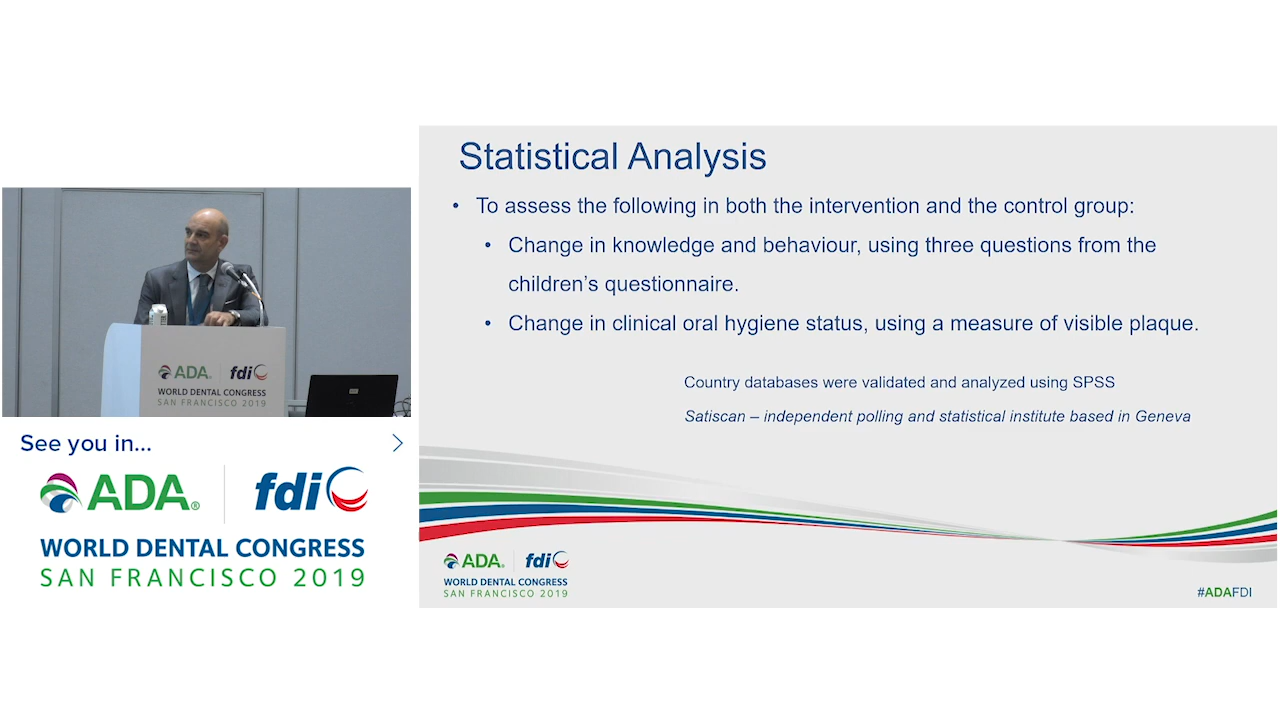 Statistical Analysis
• To assess the following in both the intervention and the control group:
• Change in knowledge and behaviour, using three questions from the
children's questionnaire.
• Change in clinical oral hygiene status, using a measure of visible plaque.
Country databases were validated and analyzed using SPSS
Satiscan – independent polling and statistical institute based in Geneva
ADA. fdi
WORLD DENTAL CONGRESS
SAN FRANCISCO 2019
See you in...
ADA® fdi
WORLD DENTAL CONGRESS
SAN FRANCISCO 2019
ADA. fdi
WORLD DENTAL CONGRESS
SAN FRANCISCO 2019
#ADAFDI